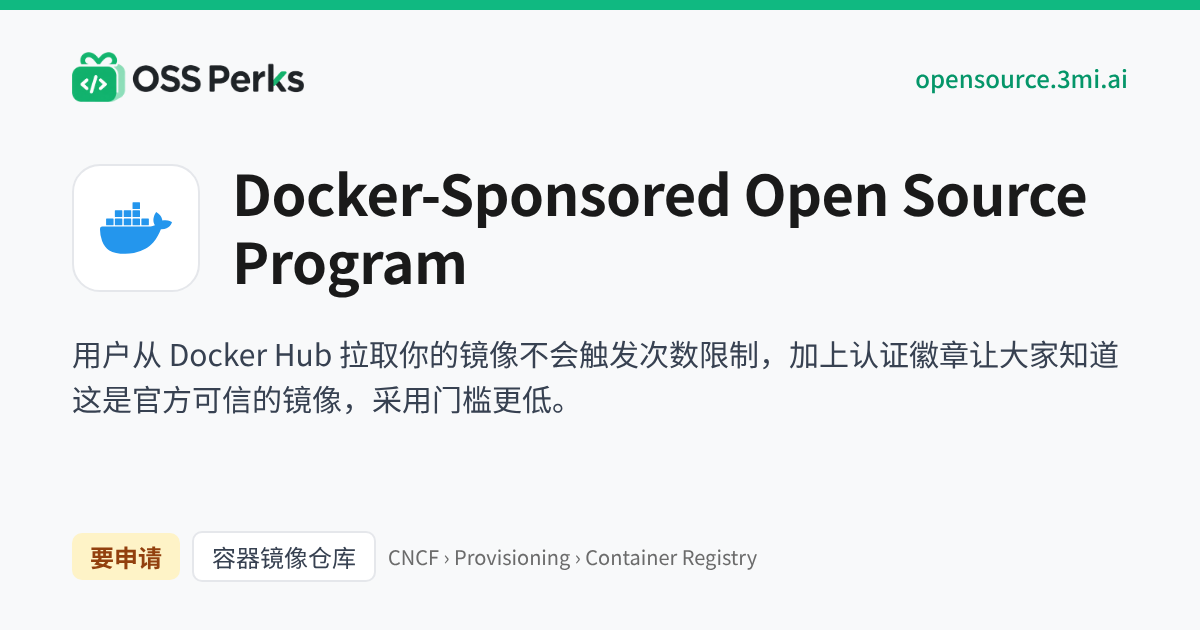 OSS Perks
opensource.3mi.ai
Docker-Sponsored Open Source
Program
用户从 Docker Hub 拉取你的镜像不会触发次数限制，加上认证徽章让大家知道
这是官方可信的镜像，采用门槛更低。
要申请
容器镜像仓库
CNCF › Provisioning › Container Registry